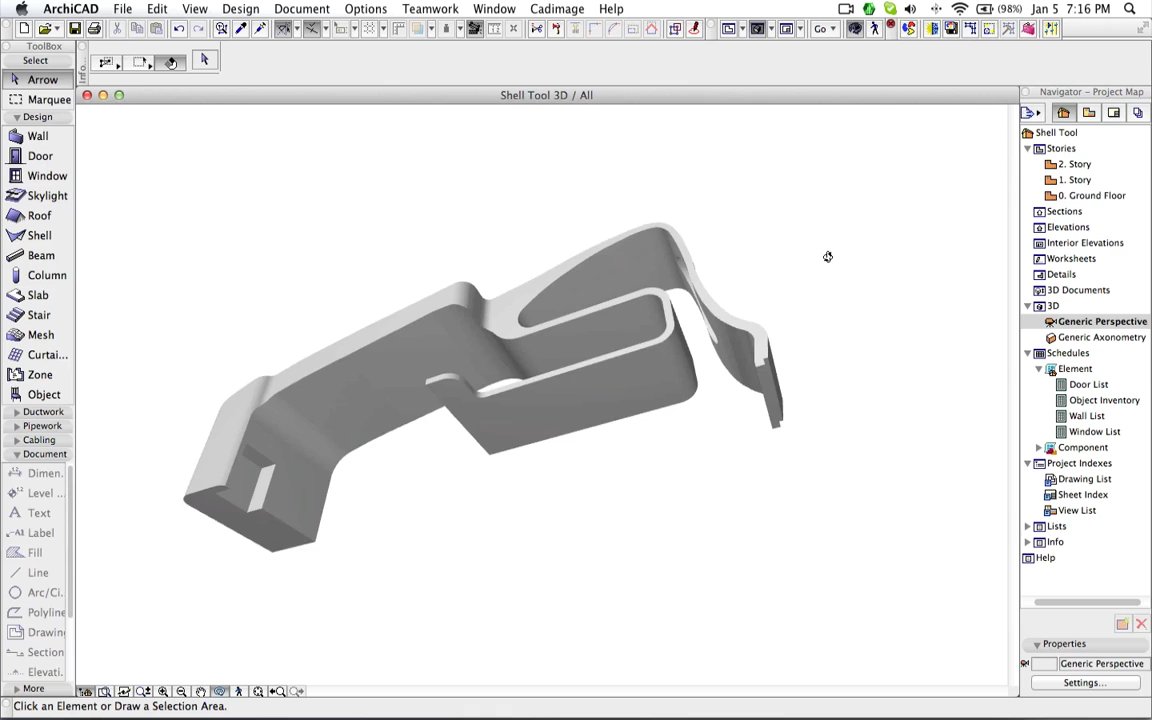 ArchiCAD File Edit View Design Document Options Teamwork Window Cadimage Help (98%) Jan 5 7:16 PM
ToolBox
Go
Select
Info.
Arrow
Shell Tool 3D / All
Navigator – Project Map
Marquee
Design
Wall
Door
Window
Skylight
Roof
Shell
Beam
Column
Slab
Stair
Mesh
Curtai...
Zone
Object
Ductwork
Pipework
Cabling
Document
Dimen.
Level ..
Text
Label
Fill
Line
Arc/Ci.
Polyline
Drawing
Section
Elevati.
More
Shell Tool
Stories
2. Story
1. Story
0. Ground Floor
Sections
Elevations
Interior Elevations
Worksheets
Details
3D Documents
3D
Generic Perspective
Generic Axonometry
Schedules
Element
Door List
Object Inventory
Wall List
Window List
Component
Project Indexes
Drawing List
Sheet Index
View List
Lists
Info
Help
Properties
Generic Perspective
Settings...
Click an Element or Draw a Selection Area.